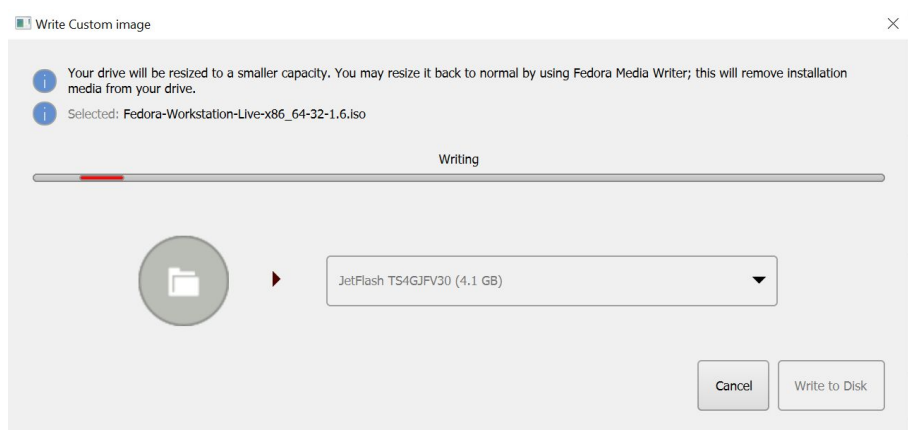 Write Custom image
Your drive will be resized to a smaller capacity. You may resize it back to normal by using Fedora Media Writer; this will remove installation
media from your drive.
Selected: Fedora-Workstation-Live-x86_64-32-1.6.iso
Writing
JetFlash TS4GJFV30 (4.1 GB)
Cancel
Write to Disk